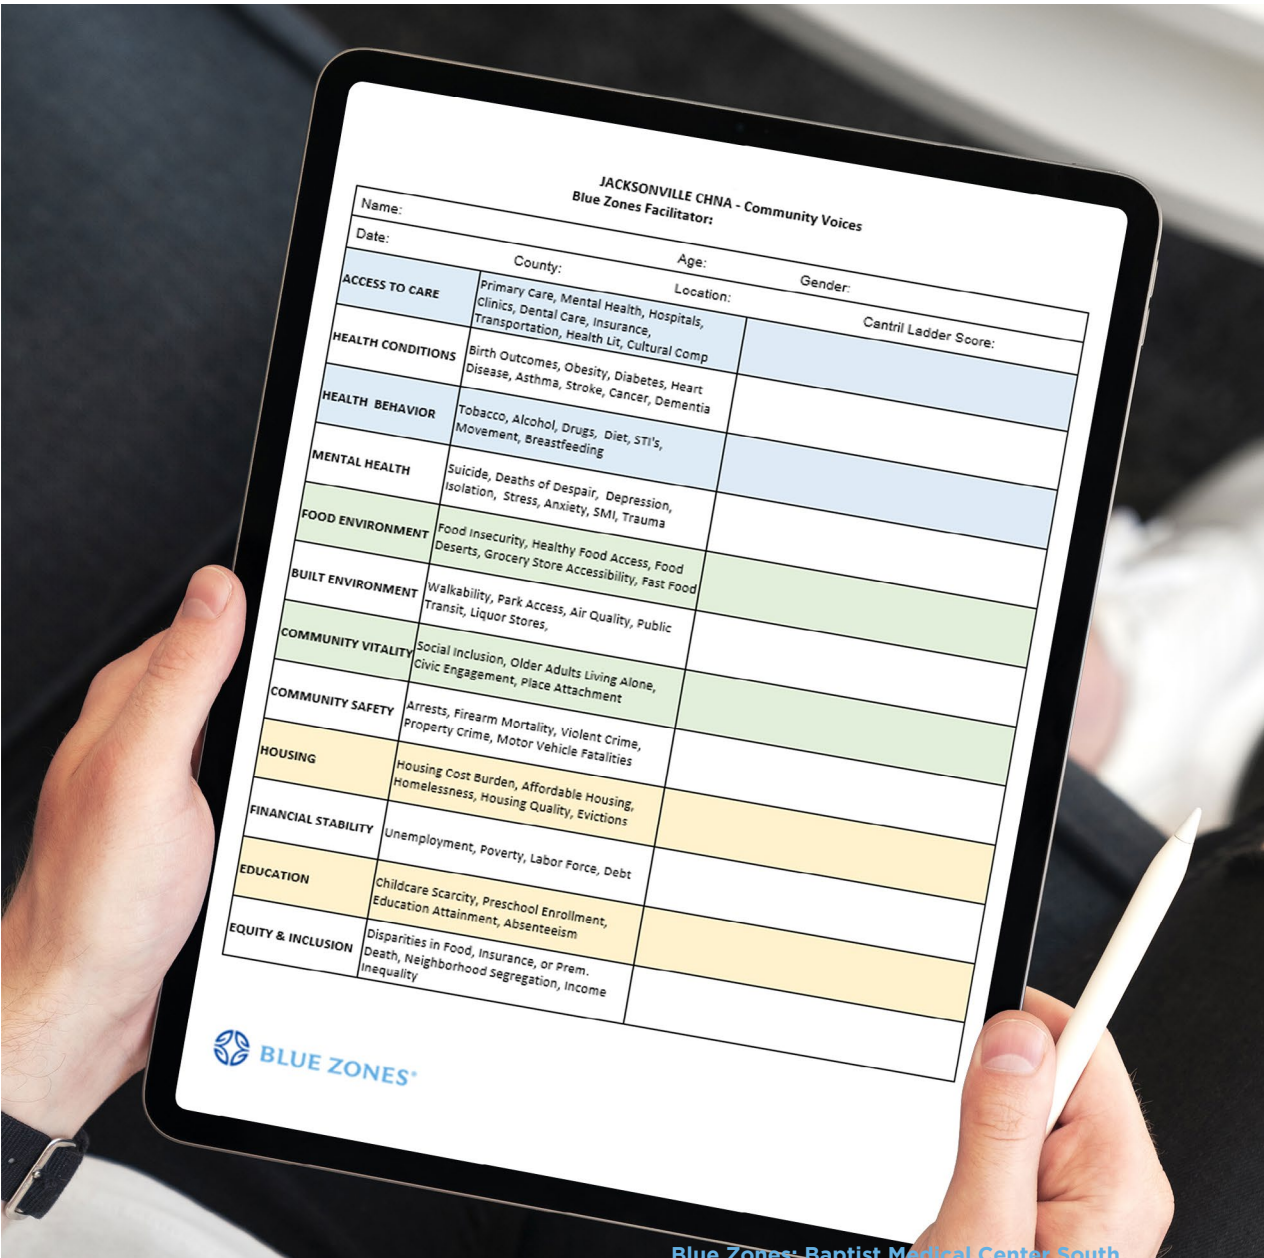 JACKSONVILLE CHNA - Community Voices
Blue Zones Facilitator:
Name:
Age:
Gender:
Date:
County:
Location:
Cantril Ladder Score:
ACCESS TO CARE
Primary Care, Mental Health, Hospitals,
Clinics, Dental Care, Insurance,
Transportation, Health Lit, Cultural Comp
HEALTH CONDITIONS
Birth Outcomes, Obesity, Diabetes, Heart
Disease, Asthma, Stroke, Cancer, Dementia
HEALTH BEHAVIOR
Tobacco, Alcohol, Drugs, Diet, STI's,
Movement, Breastfeeding
MENTAL HEALTH
Suicide, Deaths of Despair, Depression,
Isolation, Stress, Anxiety, SMI, Trauma
FOOD ENVIRONMENT
Food Insecurity, Healthy Food Access, Food
Deserts, Grocery Store Accessibility, Fast Food
BUILT ENVIRONMENT
Walkability, Park Access, Air Quality, Public
Transit, Liquor Stores,
COMMUNITY VITALITY
Social Inclusion, Older Adults Living Alone,
Civic Engagement, Place Attachment
COMMUNITY SAFETY
Arrests, Firearm Mortality, Violent Crime,
Property Crime, Motor Vehicle Fatalities
HOUSING
Housing Cost Burden, Affordable Housing,
Homelessness, Housing Quality, Evictions
FINANCIAL STABILITY
Unemployment, Poverty, Labor Force, Debt
EDUCATION
Childcare Scarcity, Preschool Enrollment,
Education Attainment, Absenteeism
EQUITY & INCLUSION
Disparities in Food, Insurance, or Prem.
Death, Neighborhood Segregation, Income
Inequality
BLUE ZONES®
Blue Zones: Baptist Medical Center South